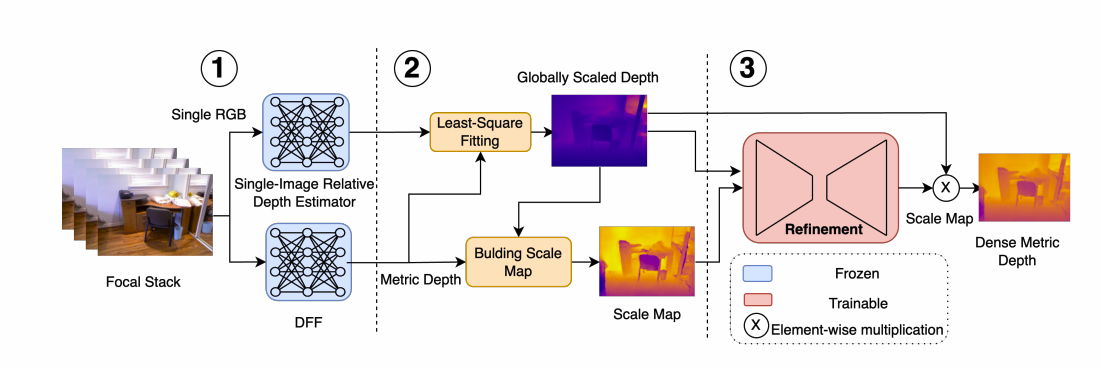 1
2
3
Single RGB
Single-Image Relative
Depth Estimator
Focal Stack
DFF
Least-Square
Fitting
Globally Scaled Depth
Metric Depth
Bulding Scale
Map
Scale Map
Refinement
Scale Map
X
Dense Metric
Depth
Frozen
Trainable
X Element-wise multiplication